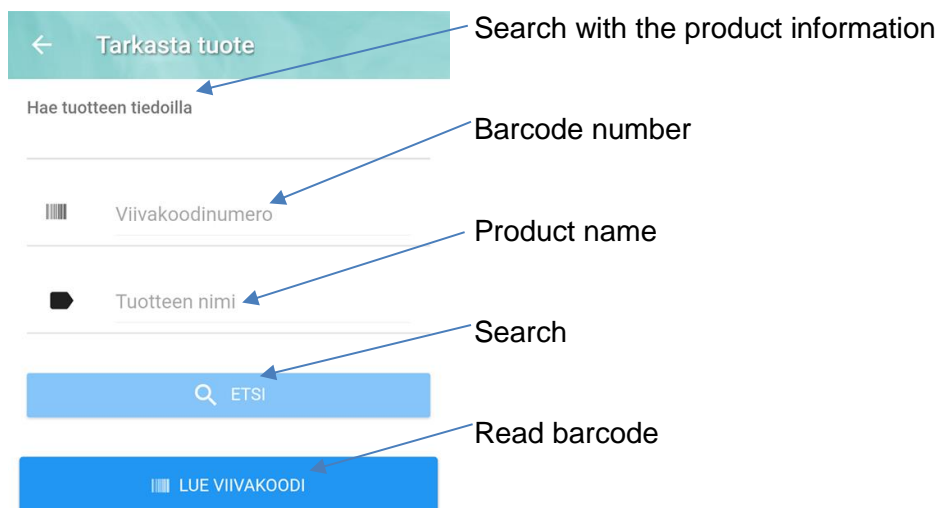 Tarkasta tuote
Search with the product information
Hae tuotteen tiedoilla
Barcode number
Viivakoodinumero
Product name
Tuotteen nimi
Search
ETSI
Read barcode
LUE VIIVAKOODI